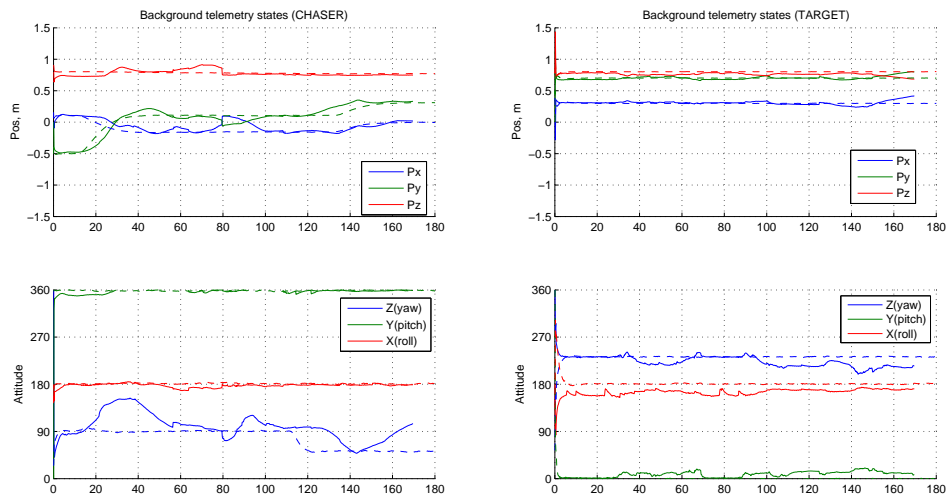 Background telemetry states (CHASER)
1.5
1
0.5
0
−0.5
−1
−1.5
Pos, m
Px
Py
Pz
0 20 40 60 80 100 120 140 160 180
Background telemetry states (TARGET)
1.5
1
0.5
0
−0.5
−1
−1.5
Pos, m
Px
Py
Pz
0 20 40 60 80 100 120 140 160 180
360
270
180
90
0
Attitude
Z(yaw)
Y(pitch)
X(roll)
0 20 40 60 80 100 120 140 160 180
360
270
180
90
0
Attitude
Z(yaw)
Y(pitch)
X(roll)
0 20 40 60 80 100 120 140 160 180